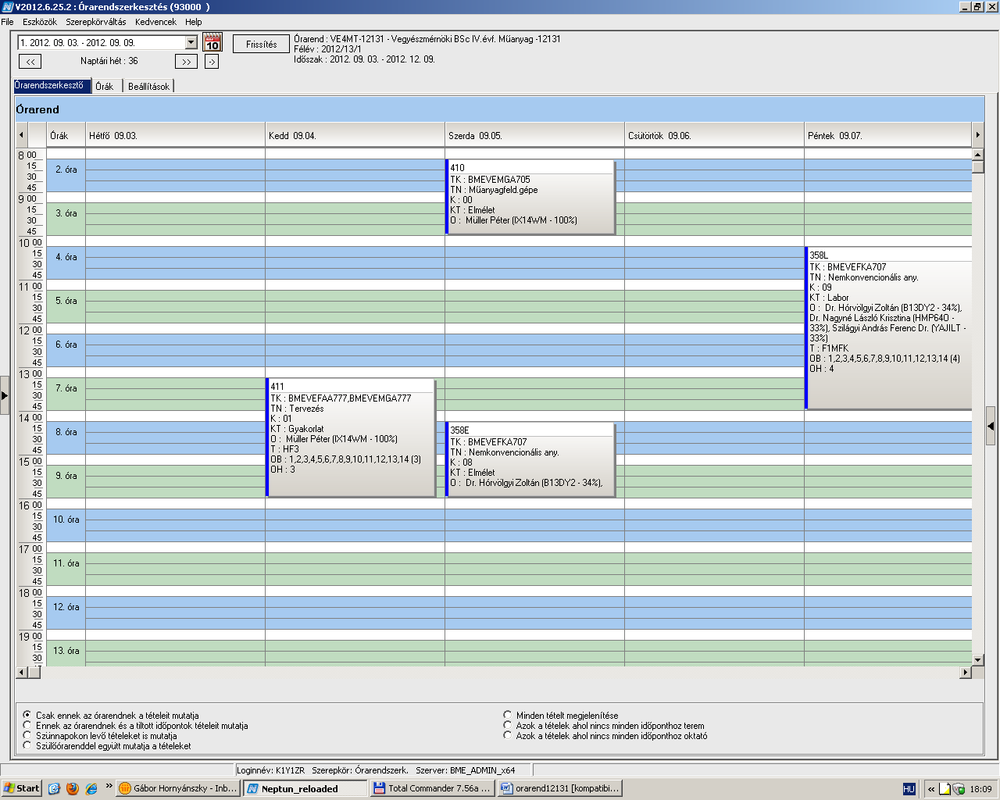 V2012.6.25.2 : Órarendszerkesztés (93000  )
File Eszközök Szerepkörváltás Kedvencek Help
1. 2012. 09. 03. - 2012. 09. 09.
10
Frissítés
Órarend : VE4MT-12131 - Vegyészmérnöki BSc IV.évf. Műanyag -12131
Félév : 2012/13/1
Időszak : 2012. 09. 03. - 2012. 12. 09.
<< Naptári hét : 36 >> ->
Órarendszerkesztő Órák Beállítások
Órarend
Órák Hétfő 09.03. Kedd 09.04. Szerda 09.05. Csütörtök 09.06. Péntek 09.07.
8 00
15
30
45
2. óra
9 00
15
30
45
3. óra
10 00
15
30
45
4. óra
11 00
15
30
45
5. óra
12 00
15
30
45
6. óra
13 00
15
30
45
7. óra
14 00
15
30
45
8. óra
15 00
15
30
45
9. óra
16 00
15
30
45
10. óra
17 00
15
30
45
11. óra
18 00
15
30
45
12. óra
19 00
15
30
13. óra
411
TK : BMEVEFAA777,BMEVEMGA777
TN : Tervezés
K : 01
KT : Gyakorlat
O : Müller Péter (IX14WM - 100%)
T : HF3
OB : 1,2,3,4,5,6,7,8,9,10,11,12,13,14 (3)
OH : 3
410
TK : BMEVEMGA705
TN : Műanyagfeld.gépe
K : 00
KT : Elmélet
O : Müller Péter (IX14WM - 100%)
358E
TK : BMEVEFKA707
TN : Nemkonvencionális any.
K : 08
KT : Elmélet
O : Dr. Hórvölgyi Zoltán (B13DY2 - 34%),
358L
TK : BMEVEFKA707
TN : Nemkonvencionális any.
K : 09
KT : Labor
O : Dr. Hórvölgyi Zoltán (B13DY2 - 34%),
Dr. Nagyné László Krisztina (HMP64O -
33%), Szilágyi András Ferenc Dr. (YAJILT -
33%)
T : F1MFK
OB : 1,2,3,4,5,6,7,8,9,10,11,12,13,14 (4)
OH : 4
Csak ennek az órarendnek a tételeit mutatja
Ennek az órarendnek és a tiltott időpontok tételeit mutatja
Szünnapokon levő tételeket is mutatja
Szülőórarenddel együtt mutatja a tételeket
Minden tételt megjelenítése
Azok a tételek ahol nincs minden időponthoz terem
Azok a tételek ahol nincs minden időponthoz oktató
Loginnév: K1Y1ZR Szerepkör: Órarendszerk. Szerver: BME_ADMIN_x64
Start » Gábor Hornyánszky - Inb... Neptun_reloaded Total Commander 7.56a ... orarend12131 [kompatibi... HU « 18:09